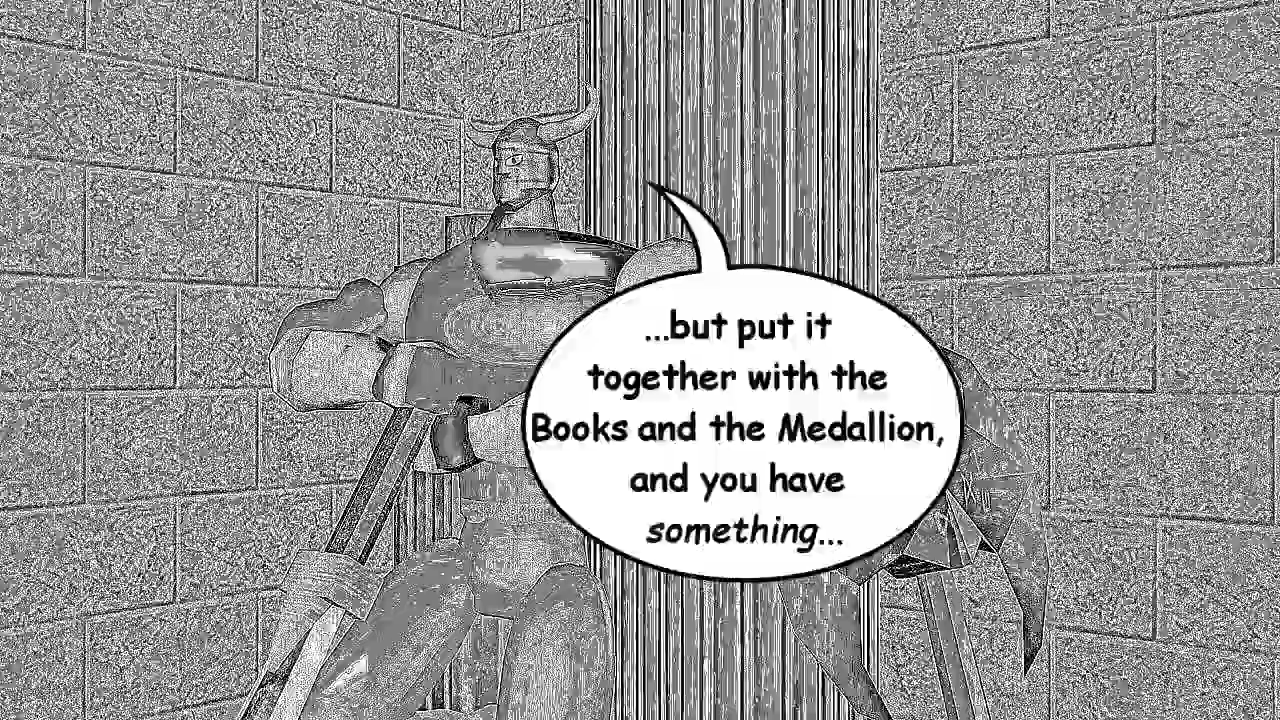 ...but put it
together with the
Books and the Medallion,
and you have
something...